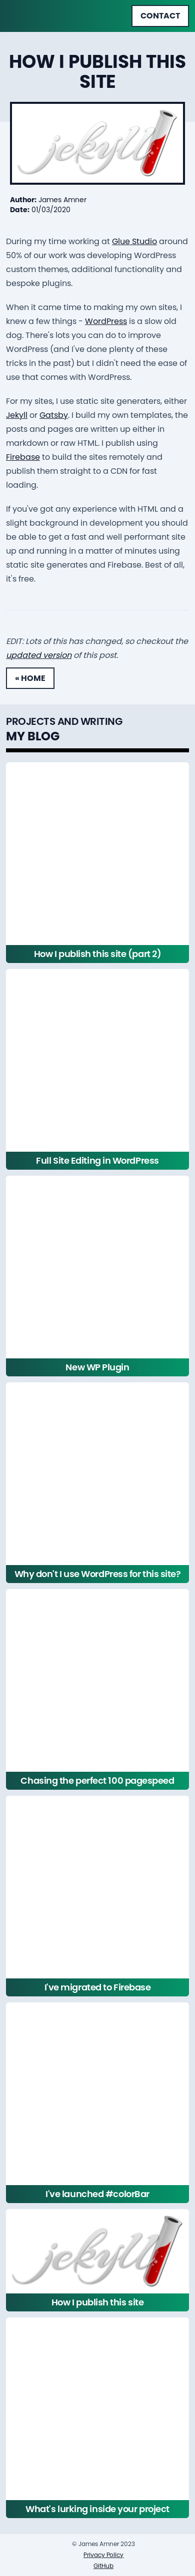 CONTACT
HOW I PUBLISH THIS
SITE
jekyll
Author: James Amner
Date: 01/03/2020
During my time working at Glue Studio around
50% of our work was developing WordPress
custom themes, additional functionality and
bespoke plugins.
When it came time to making my own sites, I
knew a few things - WordPress is a slow old
dog. There's lots you can do to improve
WordPress (and I've done plenty of these
tricks in the past) but I didn't need the ease of
use that comes with WordPress.
For my sites, I use static site generaters, either
Jekyll or Gatsby. I build my own templates, the
posts and pages are written up either in
markdown or raw HTML. I publish using
Firebase to build the sites remotely and
publish them straight to a CDN for fast
loading.
If you've got any experience with HTML and a
slight background in development you should
be able to get a fast and well performant site
up and running in a matter of minutes using
static site generates and Firebase. Best of all,
it's free.
EDIT: Lots of this has changed, so checkout the
updated version of this post.
« HOME
PROJECTS AND WRITING
MY BLOG
How I publish this site (part 2)
Full Site Editing in WordPress
New WP Plugin
Why don't I use WordPress for this site?
Chasing the perfect 100 pagespeed
I've migrated to Firebase
I've launched #colorBar
jekyll
How I publish this site
What's lurking inside your project
© James Amner 2023
Privacy Policy
GitHub